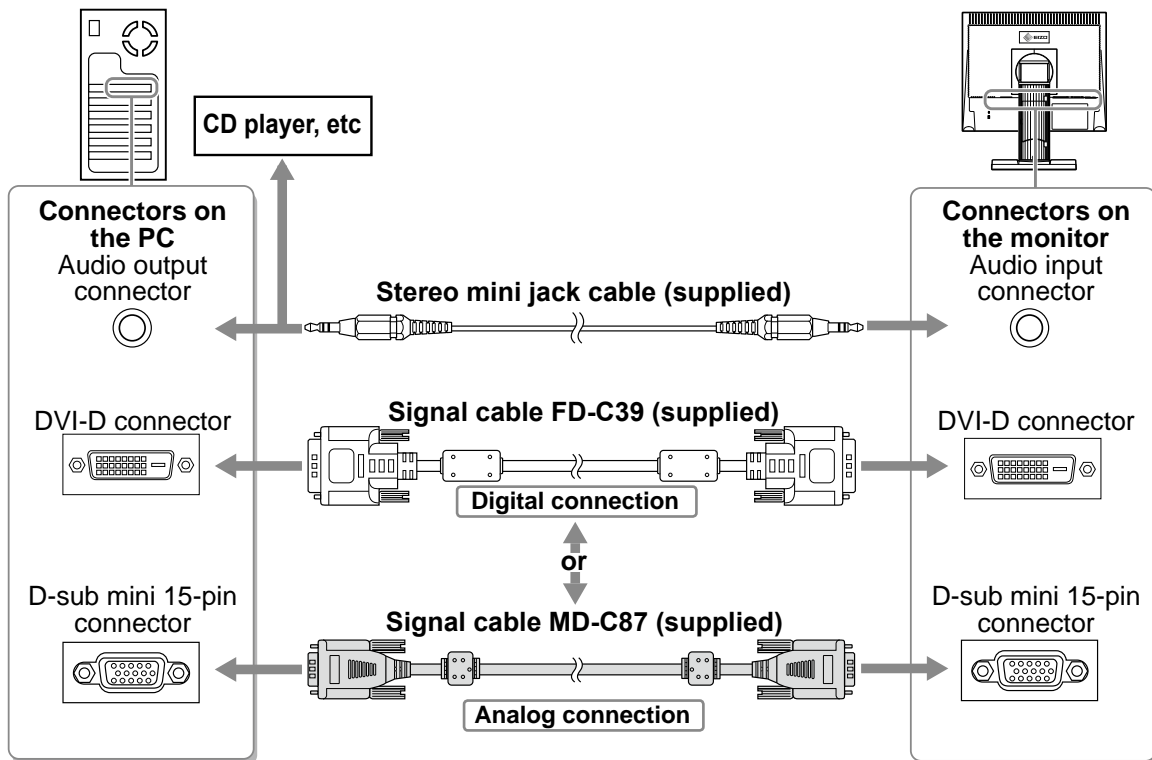 EIZO
CD player, etc
Connectors on
the PC
Audio output
connector
Connectors on
the monitor
Audio input
connector
Stereo mini jack cable (supplied)
DVI-D connector
Signal cable FD-C39 (supplied)
DVI-D connector
Digital connection
or
D-sub mini 15-pin
connector
Signal cable MD-C87 (supplied)
D-sub mini 15-pin
connector
Analog connection